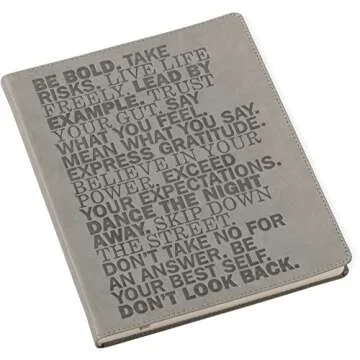 BE BOLD. TAKE
RISKS. LIVE LIFE
FREELY. LEAD BY
EXAMPLE. TRUST
YOUR GUT. SAY
WHAT YOU FEEL.
MEAN WHAT YOU SAY.
EXPRESS GRATITUDE.
BELIEVE IN YOUR
POWER. EXCEED
YOUR EXPECTATIONS.
DANCE THE NIGHT
AWAY. SKIP DOWN
THE STREET.
DON'T TAKE NO FOR
AN ANSWER. BE
YOUR BEST SELF.
DON'T LOOK BACK.